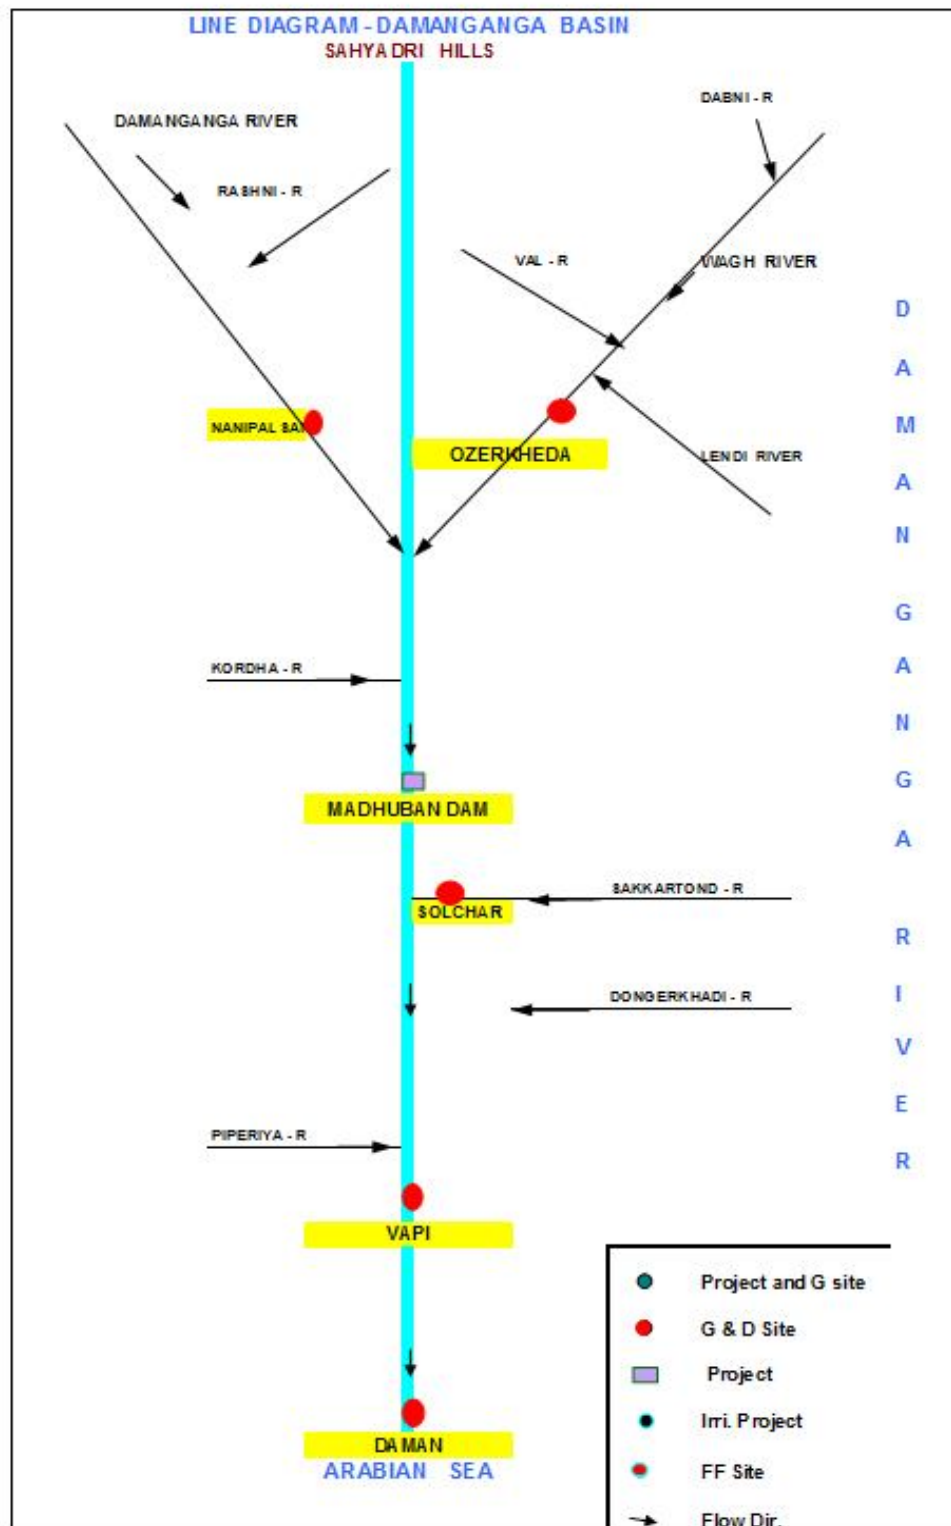 LINE DIAGRAM - DAMANGANGA BASIN
SAHYADRI HILLS
DABNI - R
DAMANGANGA RIVER
RASHNI - R
VAL - R
WAGH RIVER
NANIPAL SAN
OZERKHEDA
LENDI RIVER
KORDHA - R
MADHUBAN DAM
SAKKARTOND - R
SOLCHAR
DONGERKHADI - R
PIPERIYA - R
VAPI
DAMAN
ARABIAN SEA
D
A
M
A
N
G
A
N
G
A
R
I
V
E
R
Project and G site
G & D Site
Project
Irri. Project
FF Site
Flow Dir.